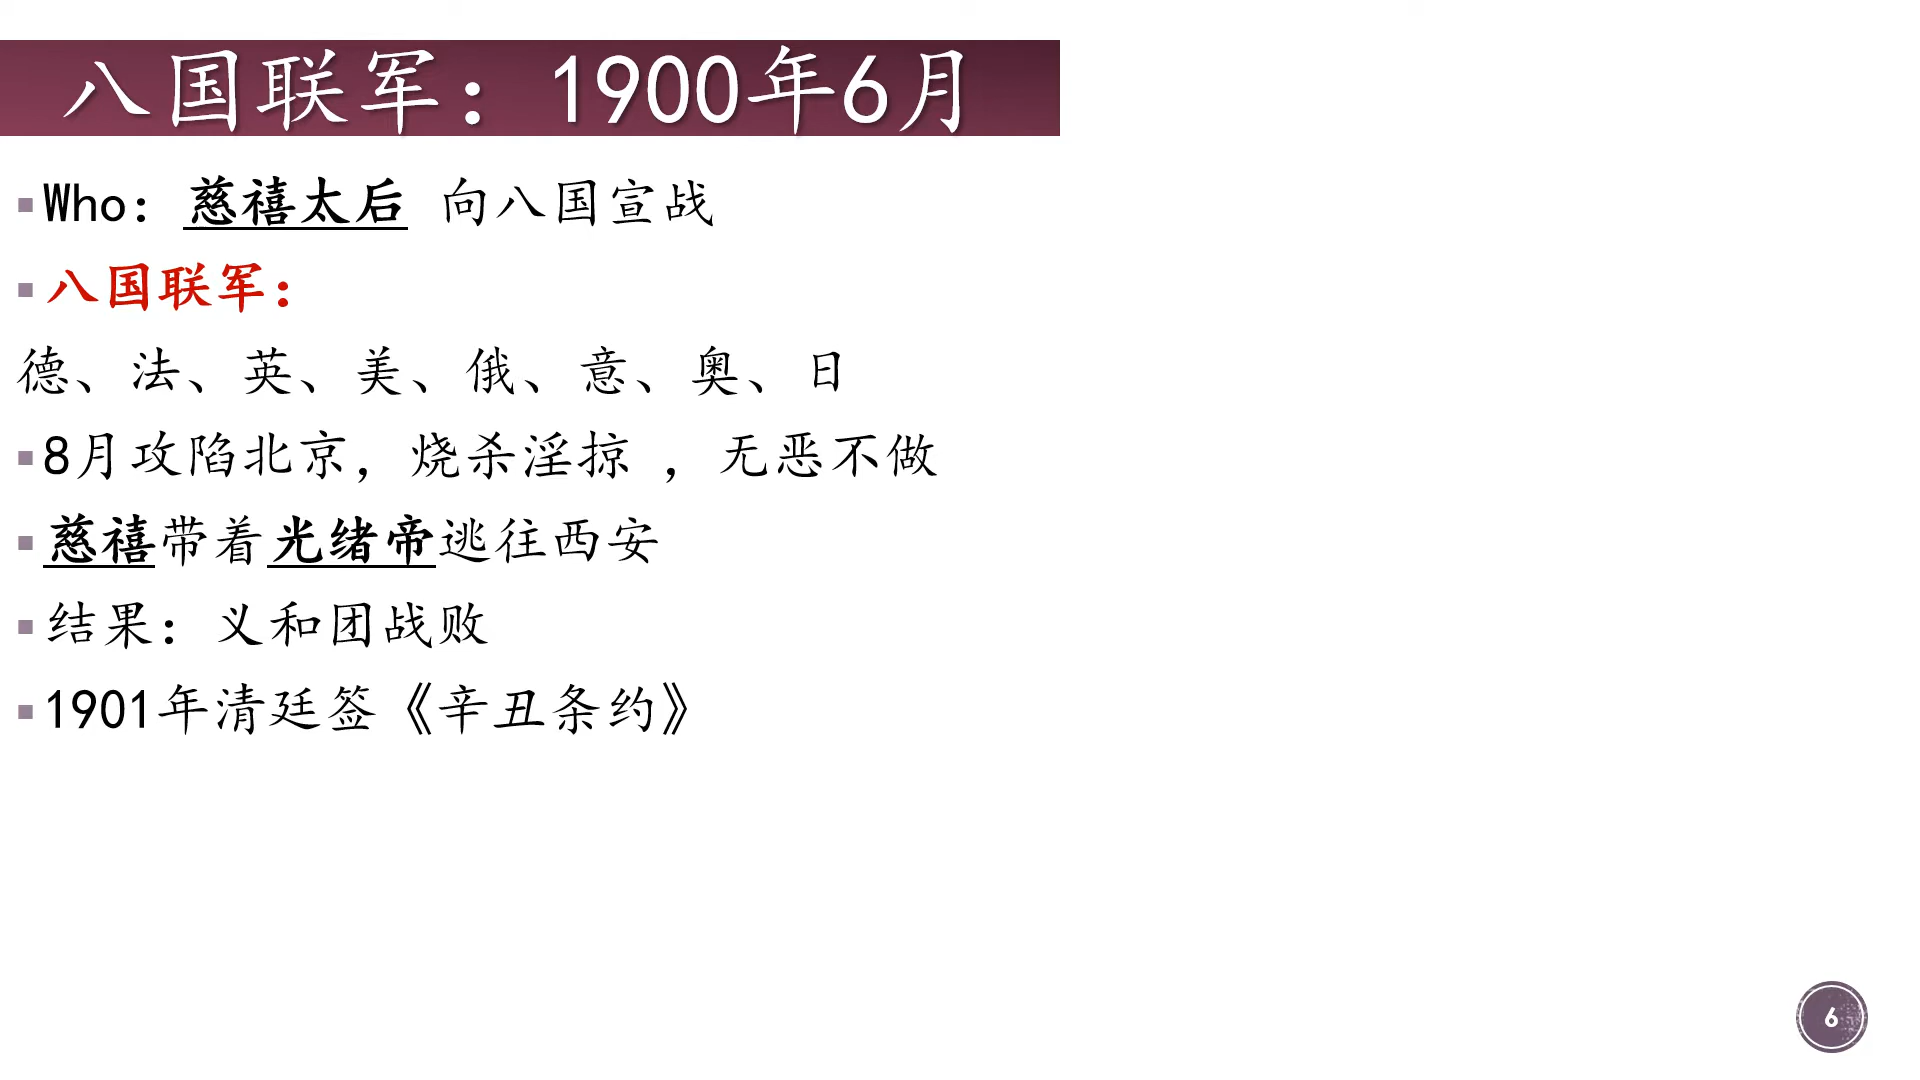 八国联军：1900年6月
Who：慈禧太后 向八国宣战
八国联军：
德、法、英、美、俄、意、奥、日
8月攻陷北京，烧杀淫掠 ，无恶不做
慈禧带着光绪帝逃往西安
结果：义和团战败
1901年清廷签《辛丑条约》
6